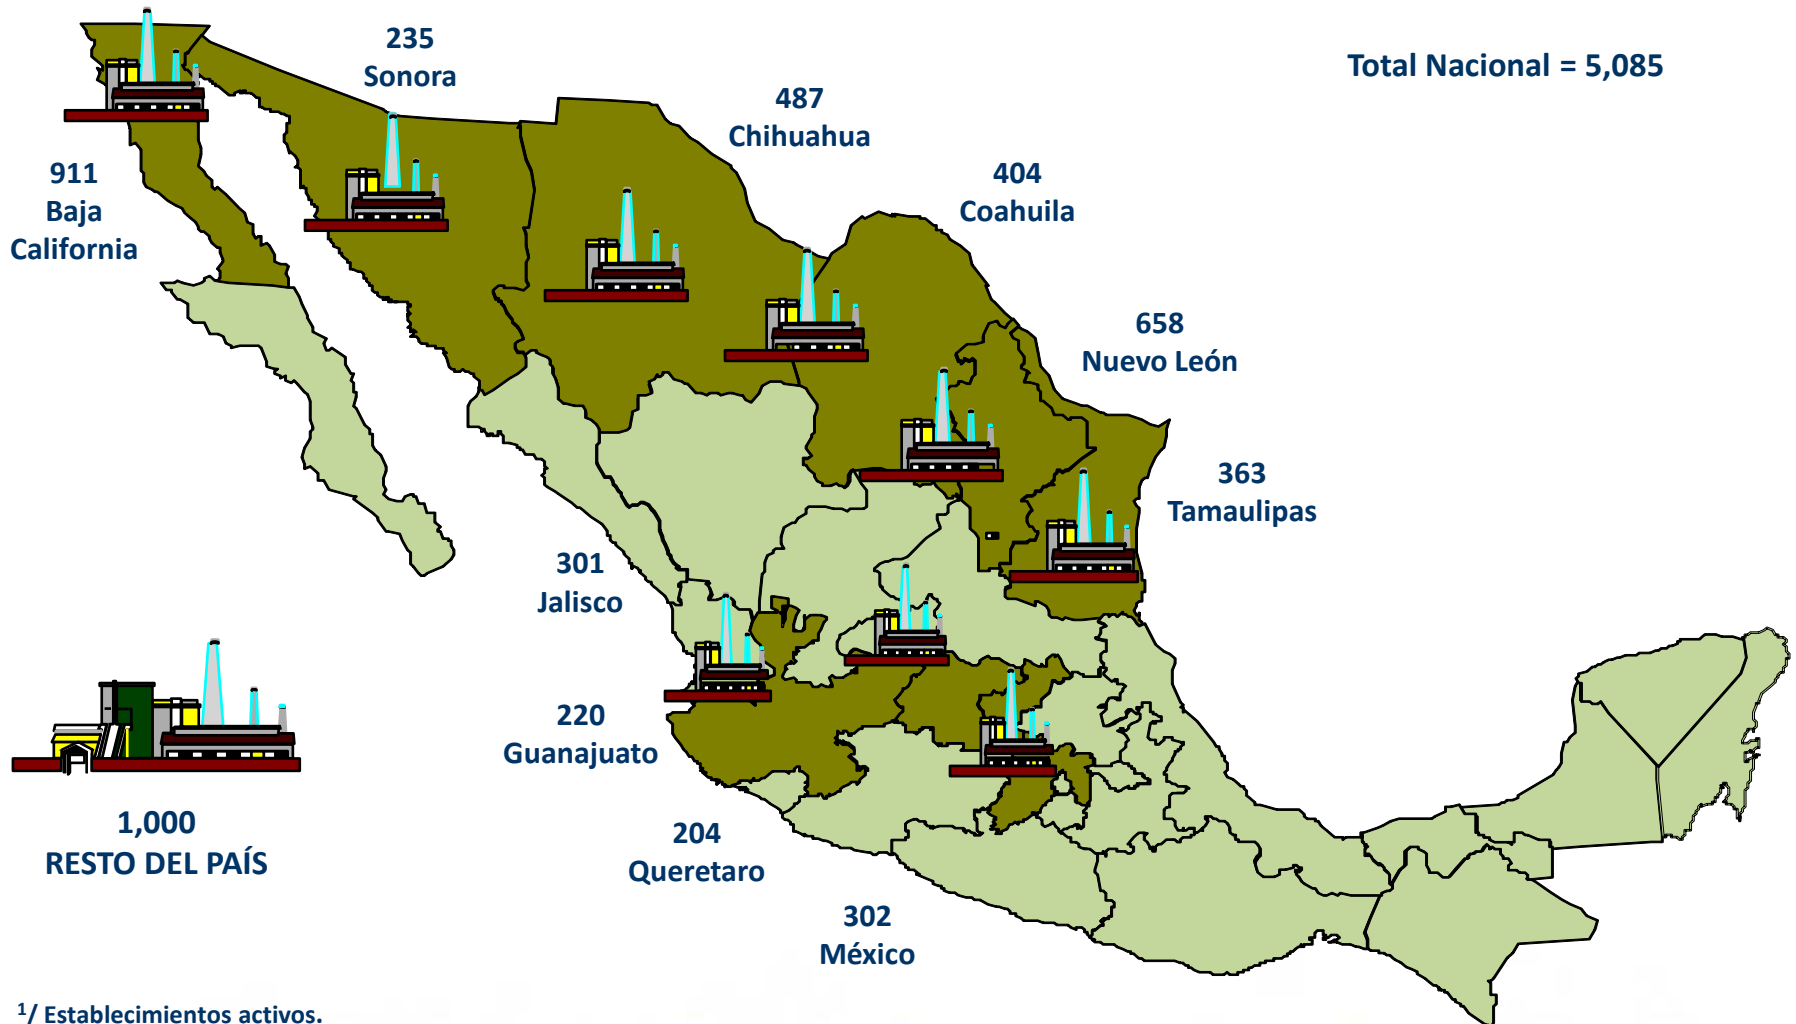 235
Sonora
Total Nacional = 5,085
487
Chihuahua
911
Baja
California
404
Coahuila
658
Nuevo León
363
Tamaulipas
301
Jalisco
220
Guanajuato
1,000
RESTO DEL PAÍS
204
Queretaro
302
México
1/ Establecimientos activos.